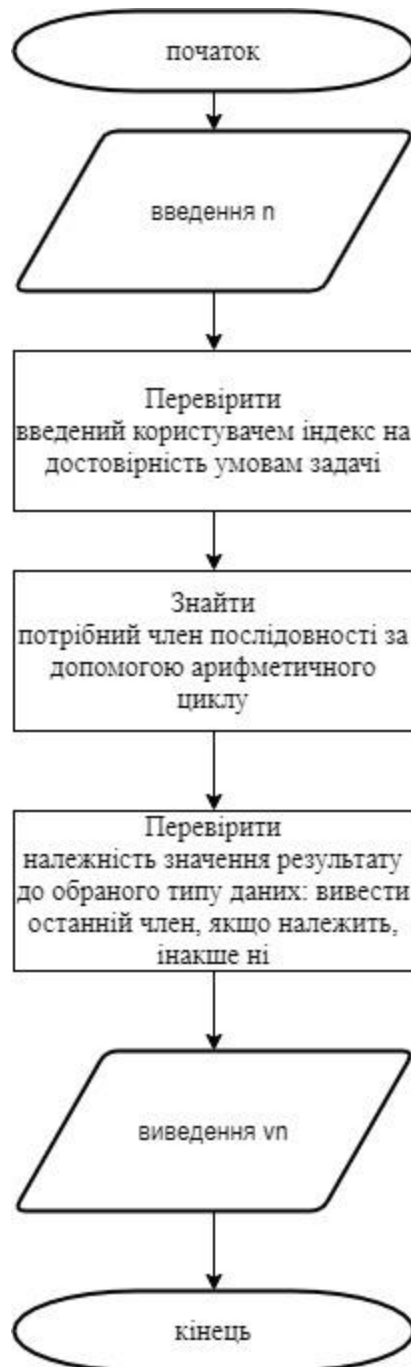 початок
введення n
Перевірити
введений користувачем індекс на
достовірність умовам задачі
Знайти
потрібний член послідовності за
допомогою арифметичного
циклу
Перевірити
належність значення результату
до обраного типу даних: вивести
останній член, якщо належить,
інакше ні
виведення vn
кінець